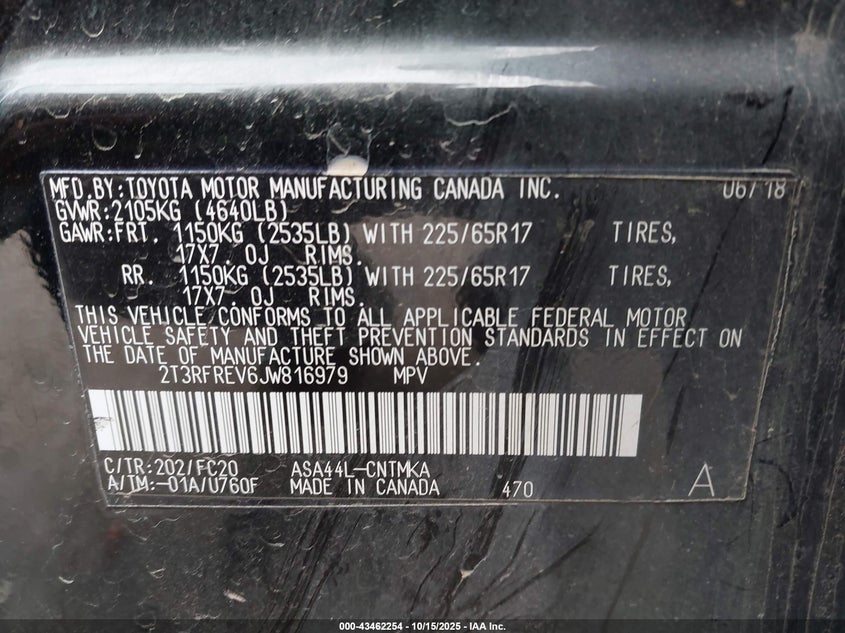 MFD.BY:TOYOTA MOTOR MANUFACTURING CANADA INC. 06/18
GVWR:2105KG (4640LB)
GAWR:FRT. 1150KG (2535LB) WITH 225/65R17 TIRES,
17X7.0J RIMS.
RR. 1150KG (2535LB) WITH 225/65R17 TIRES,
17X7.0J RIMS.
THIS VEHICLE CONFORMS TO ALL APPLICABLE FEDERAL MOTOR
VEHICLE SAFETY AND THEFT PREVENTION STANDARDS IN EFFECT ON
THE DATE OF MANUFACTURE SHOWN ABOVE.
2T3RFREV6JW816979 MPV
C/TR:202/FC20 ASA44L-CNTMKA
A/TM:-01A/U760F MADE IN CANADA 470 A
000-43462254 - 10/15/2025 - IAA Inc.